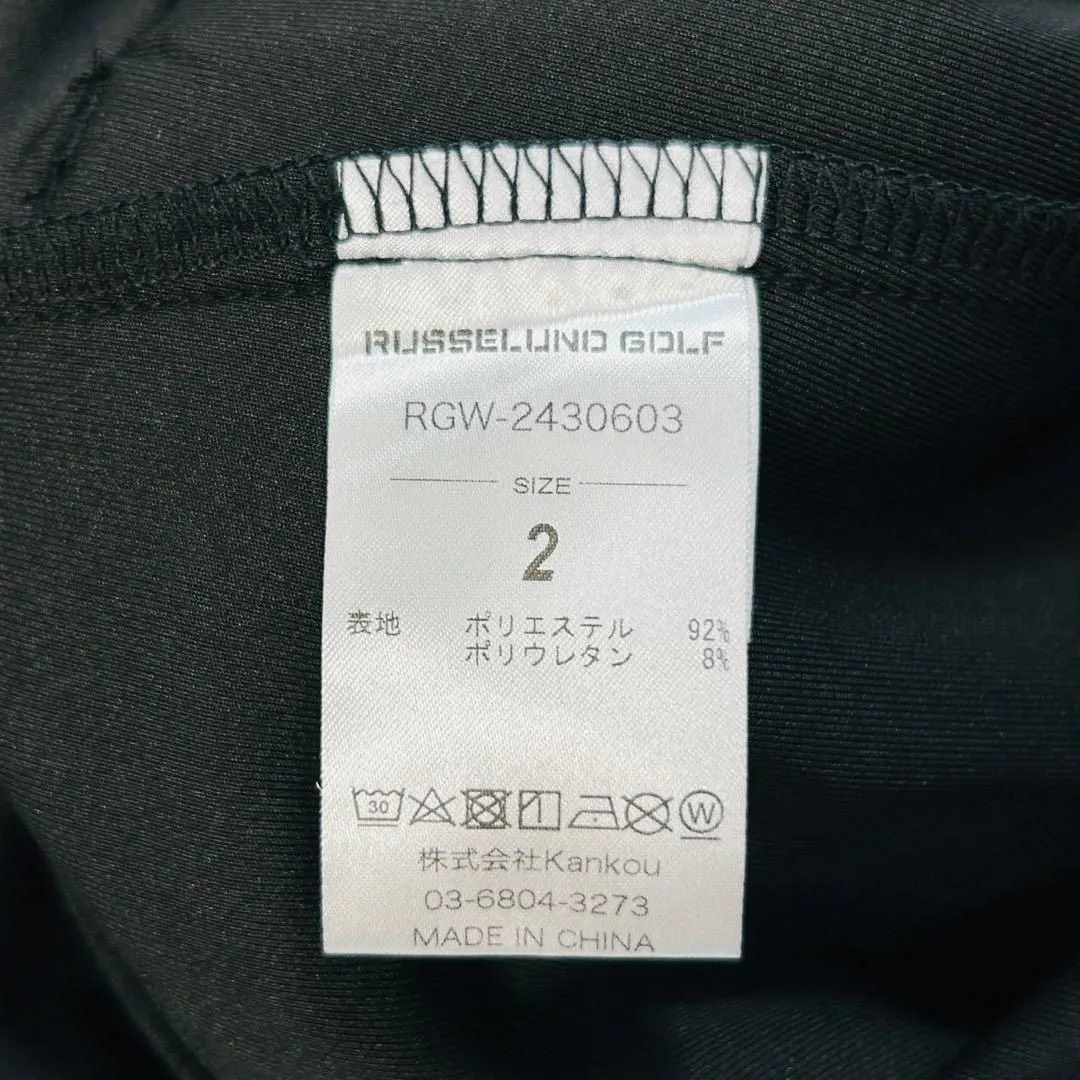 RUSSELUNO GOLF
RGW-2430603
SIZE
2
表地 ポリエステル 92%
ポリウレタン 8%
30 W
株式会社Kankou
03-6804-3273
MADE IN CHINA